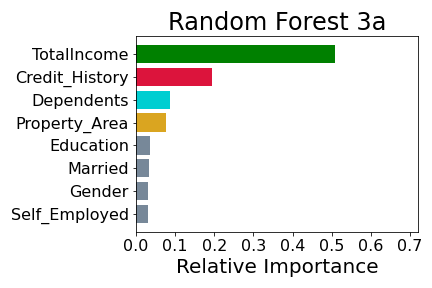 Random Forest 3a
TotalIncome
Credit_History
Dependents
Property_Area
Education
Married
Gender
Self_Employed
0.0 0.1 0.2 0.3 0.4 0.5 0.6 0.7
Relative Importance